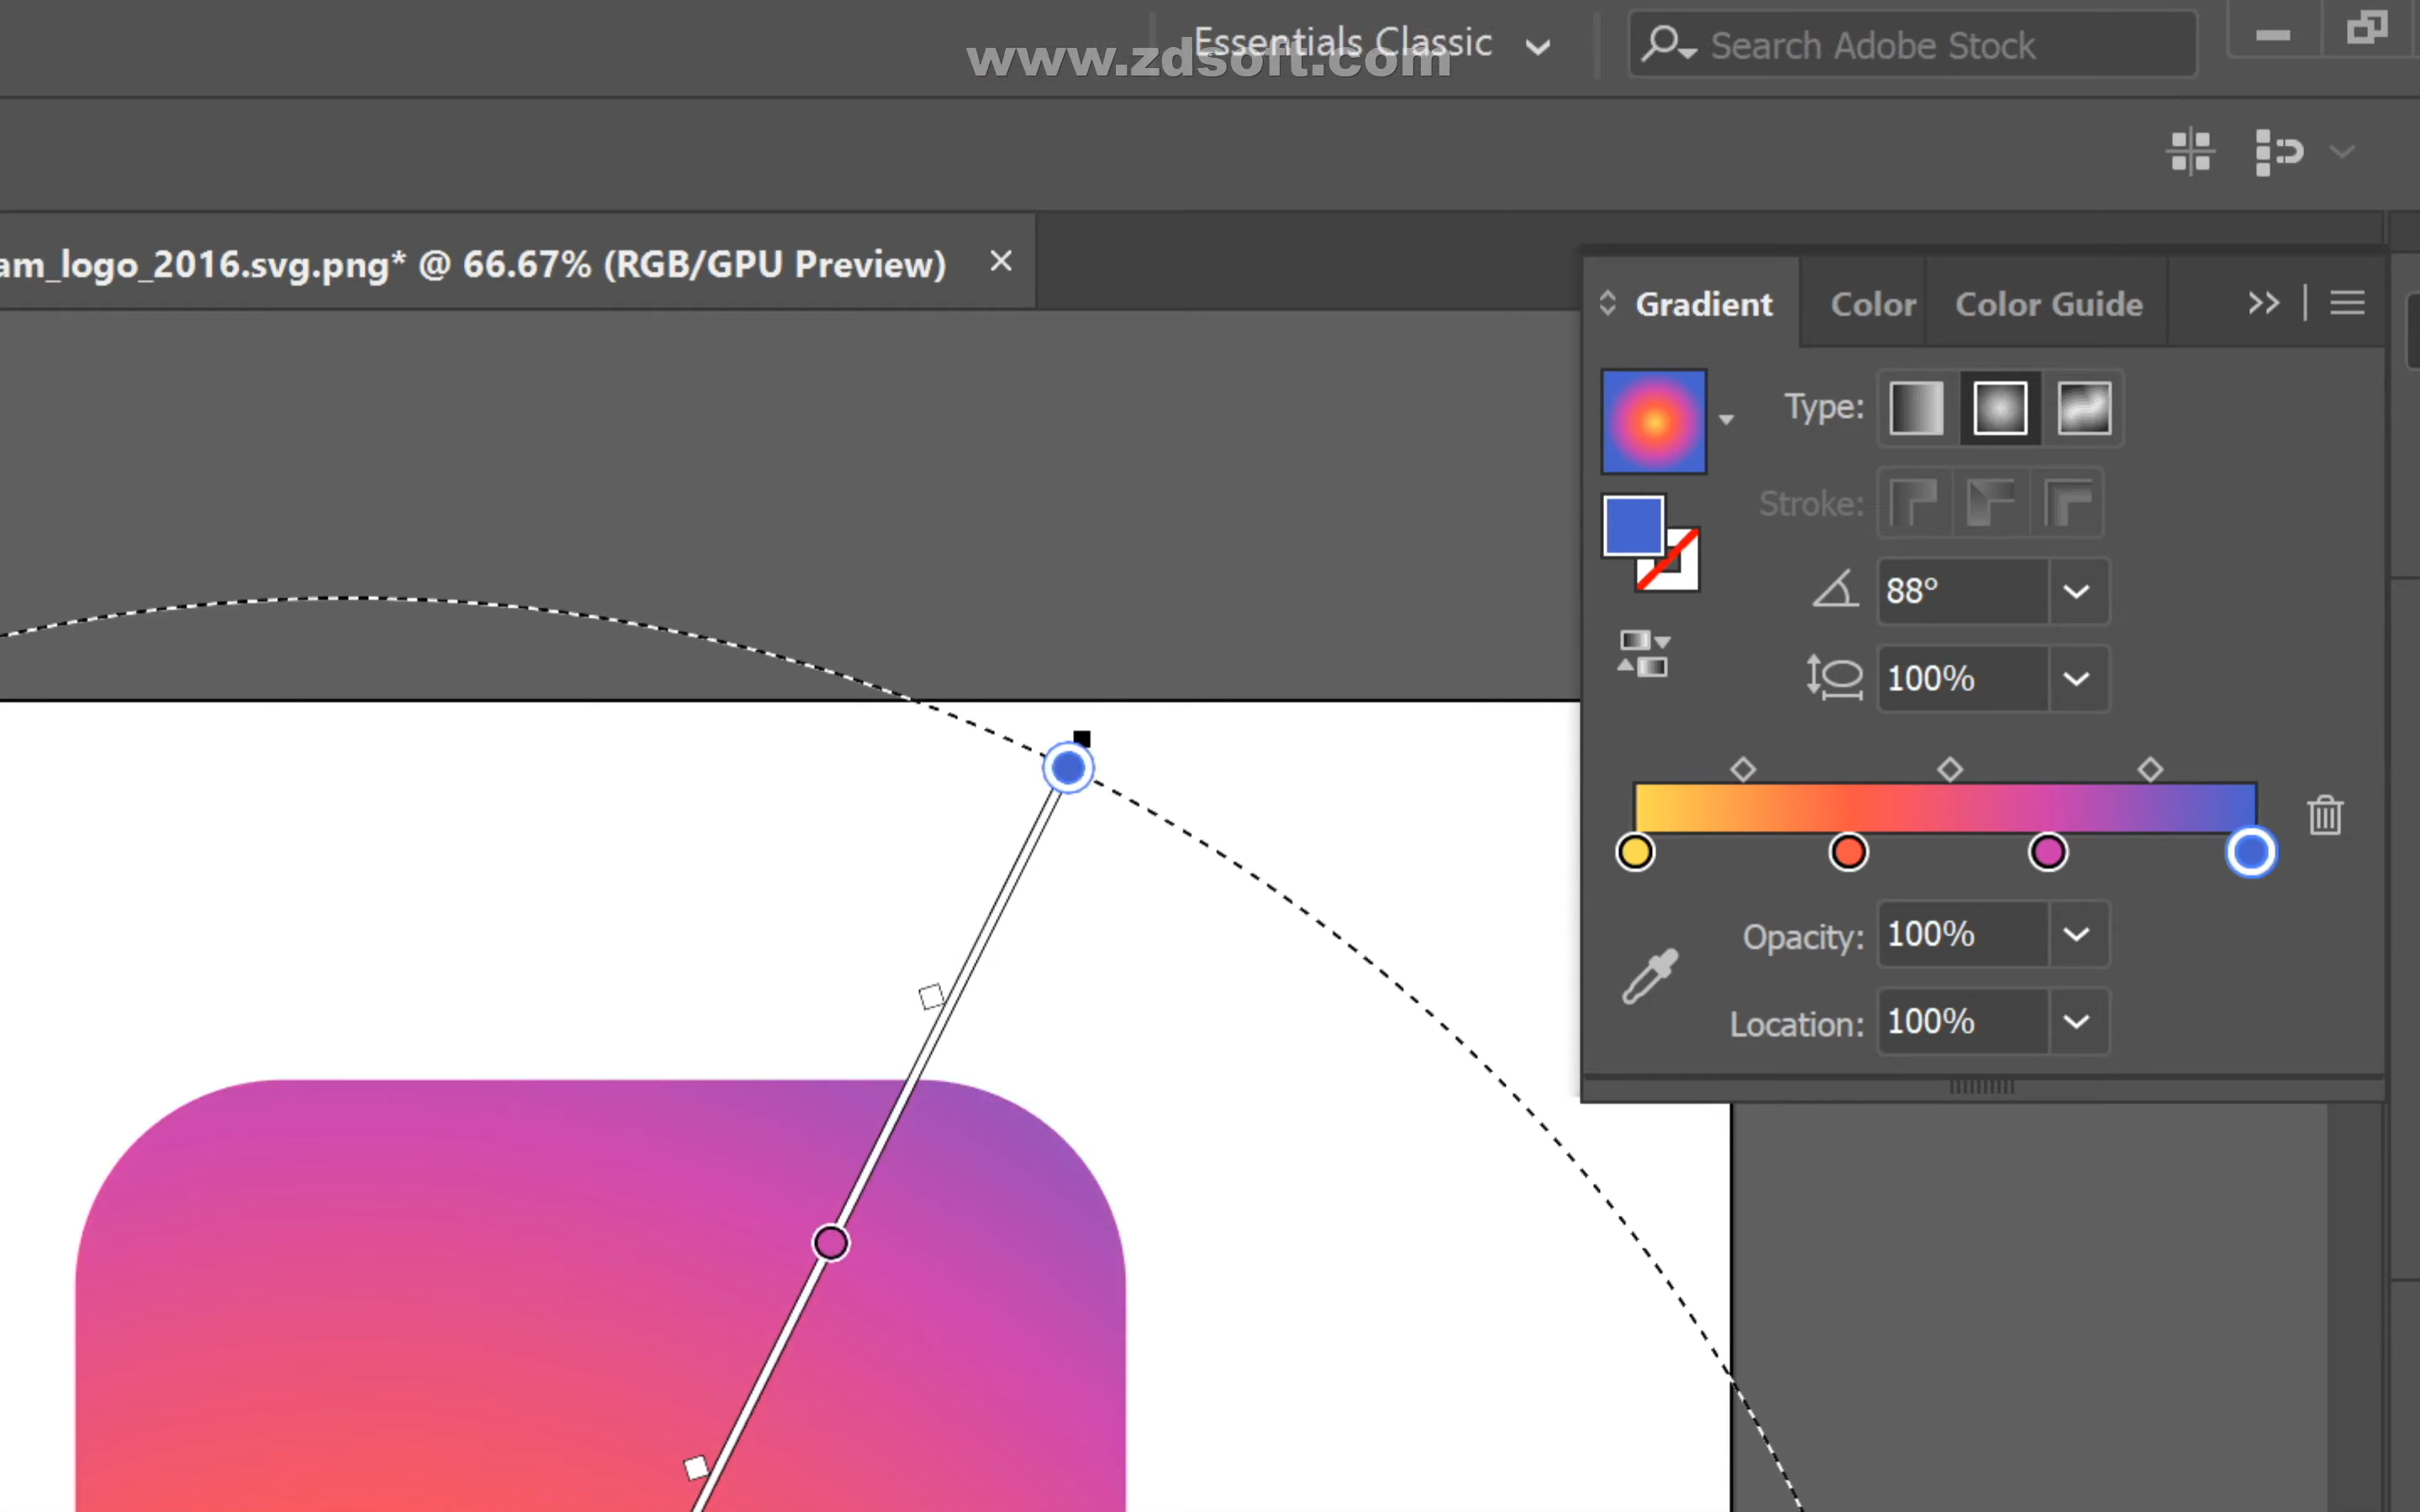 Essentials Classic
www.zdsoft.com
Search Adobe Stock
am_logo_2016.svg.png* @ 66.67% (RGB/GPU Preview)
Gradient
Color
Color Guide
Type:
Stroke:
88°
100%
Opacity: 100%
Location: 100%